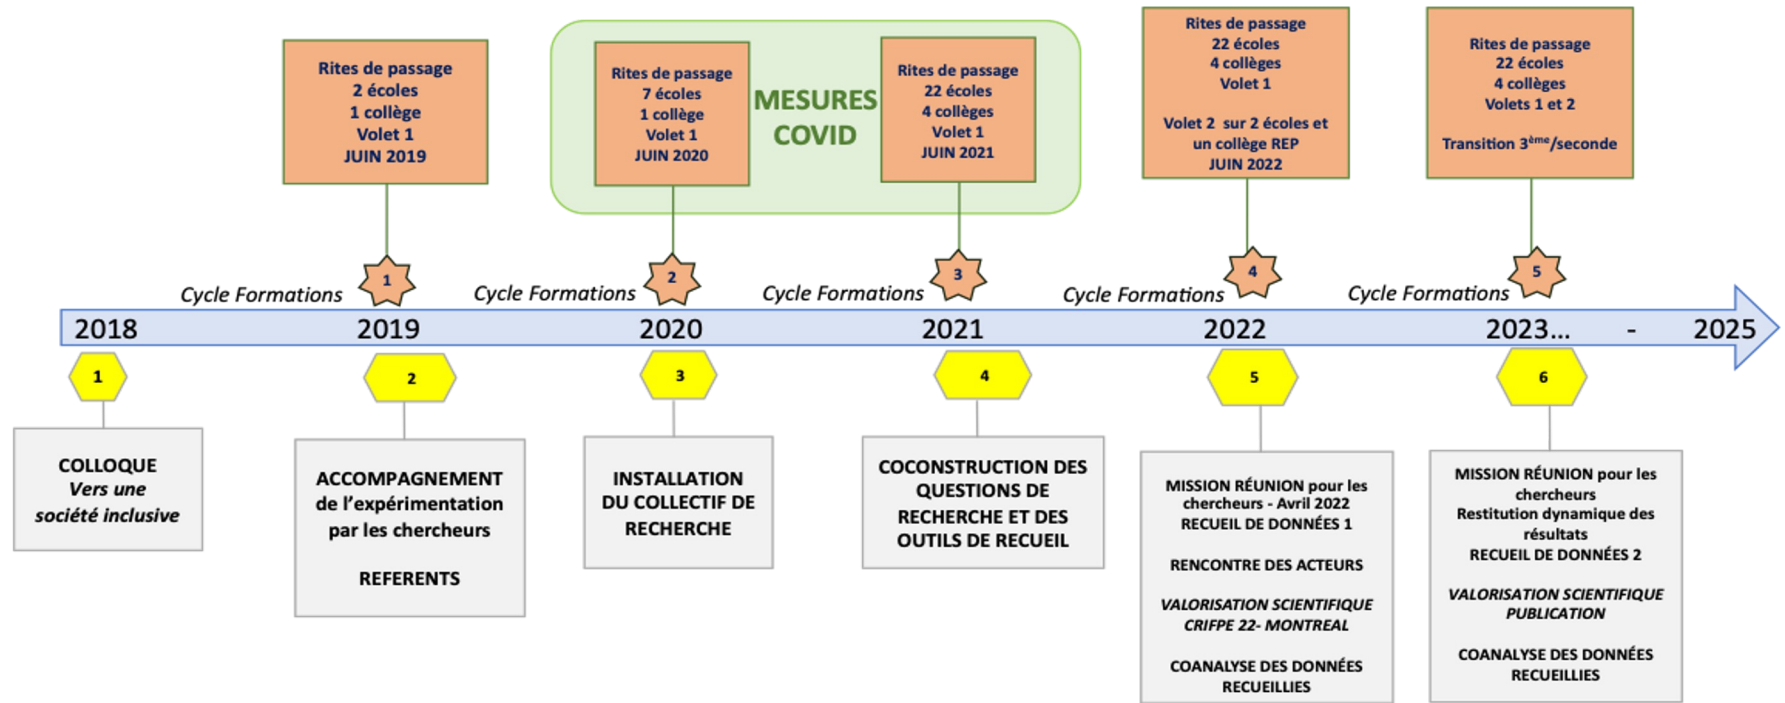 Rites de passage
2 écoles
1 collège
Volet 1
JUIN 2019
Rites de passage
7 écoles
1 collège
Volet 1
JUIN 2020
MESURES
COVID
Rites de passage
22 écoles
4 collèges
Volet 1
JUIN 2021
Rites de passage
22 écoles
4 collèges
Volet 1
Volet 2 sur 2 écoles et
un collège REP
JUIN 2022
Rites de passage
22 écoles
4 collèges
Volets 1 et 2
Transition 3ème/seconde
1
2
3
4
5
Cycle Formations
Cycle Formations
Cycle Formations
Cycle Formations
Cycle Formations
2018
2019
2020
2021
2022
2023...
-
2025
1
2
3
4
5
6
COLLOQUE
Vers une
société inclusive
ACCOMPAGNEMENT
de l’expérimentation
par les chercheurs
REFERENTS
INSTALLATION
DU COLLECTIF DE
RECHERCHE
COCONSTRUCTION DES
QUESTIONS DE
RECHERCHE ET DES
OUTILS DE RECUEIL
MISSION RÉUNION pour les
chercheurs - Avril 2022
RECUEIL DE DONNÉES 1
RENCONTRE DES ACTEURS
VALORISATION SCIENTIFIQUE
CRIFPE 22- MONTREAL
COANALYSE DES DONNÉES
RECUEILLIES
MISSION RÉUNION pour les
chercheurs
Restitution dynamique des
résultats
RECUEIL DE DONNÉES 2
VALORISATION SCIENTIFIQUE
PUBLICATION
COANALYSE DES DONNÉES
RECUEILLIES